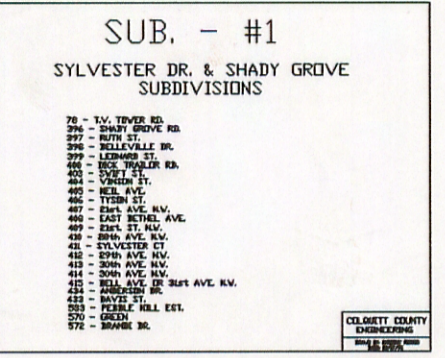 SUB. - #1
SYLVESTER DR. & SHADY GROVE
SUBDIVISIONS
78 - T.V. TOWER RD.
396 - SHADY GROVE RD.
397 - RUTH ST.
398 - BELLEVILLE DR.
399 - LEONARD ST.
400 - DICK TRAILOR RD.
403 - SWIFT ST.
404 - VINSON ST.
405 - NEIL AVE.
406 - TYSON ST.
407 - 21st. AVE. N.W.
408 - EAST BETHEL AVE.
409 - 21st. ST. N.W.
410 - 28th AVE. N.W.
411 - SYLVESTER CT
412 - 29th AVE. N.W.
413 - 30th AVE. N.W.
414 - 30th AVE. N.W.
415 - BELL AVE. OR 31st AVE. N.W.
434 - ANDERSON DR.
433 - DAVIS ST.
503 - PEBBLE HILL EST.
570 - GREEN
572 - DR.
COLQUITT COUNTY
ENGINEERING